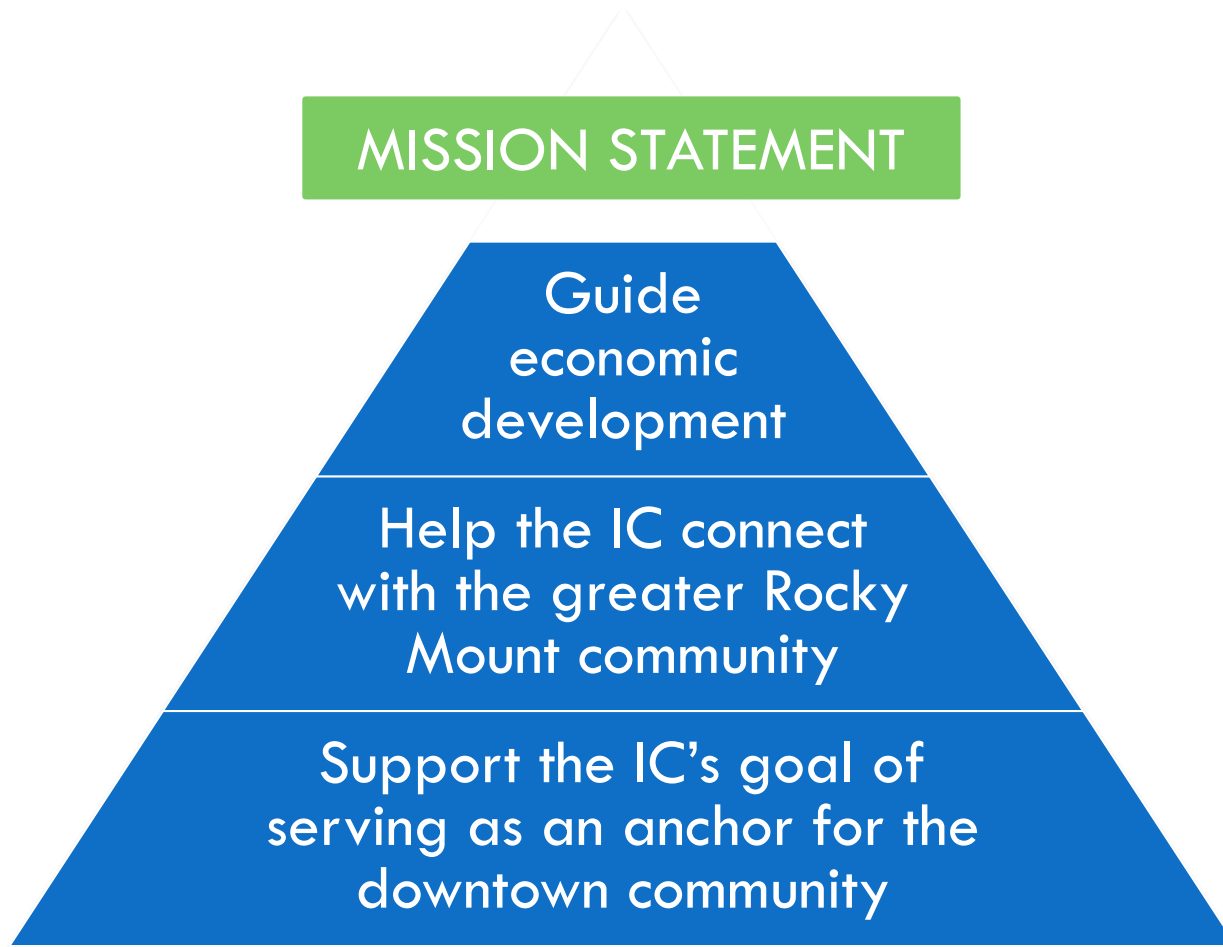 MISSION STATEMENT
Guide
economic
development
Help the IC connect
with the greater Rocky
Mount community
Support the IC’s goal of
serving as an anchor for the
downtown community